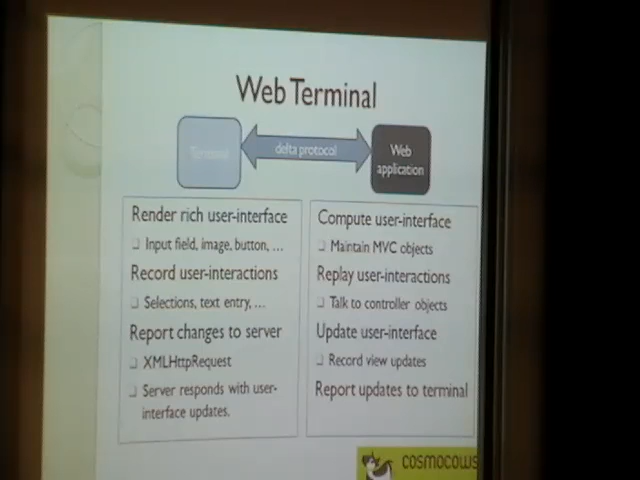 Web Terminal
Terminal
delta protocol
Web
application
Render rich user-interface
Input field, image, button, ...
Record user-interactions
Selections, text entry, ...
Report changes to server
XMLHttpRequest
Server responds with user-
interface updates.
Compute user-interface
Maintain MVC objects
Replay user-interactions
Talk to controller objects
Update user-interface
Record view updates
Report updates to terminal
cosmocows